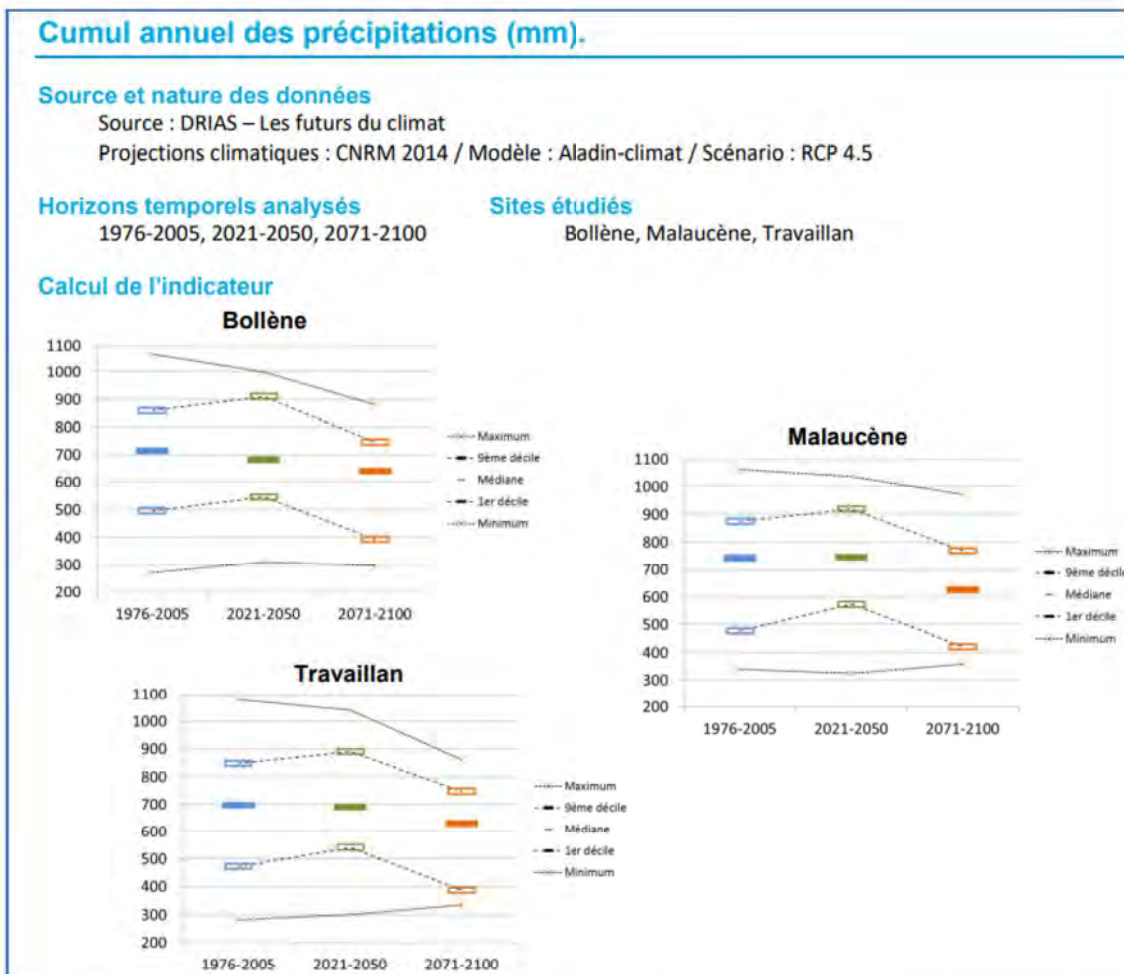 Cumul annuel des précipitations (mm).
Source et nature des données
Source : DRIAS – Les futurs du climat
Projections climatiques : CNRM 2014 / Modèle : Aladin-climat / Scénario : RCP 4.5
Horizons temporels analysés
1976-2005, 2021-2050, 2071-2100
Sites étudiés
Bollène, Malaucène, Travaillan
Calcul de l'indicateur
Bollène
1100
1000
900
800
700
600
500
400
300
200
1976-2005 2021-2050 2071-2100
Maximum
9ème décile
Médiane
1er décile
Minimum
Malaucène
1100
1000
900
800
700
600
500
400
300
200
1976-2005 2021-2050 2071-2100
Maximum
9ème décile
Médiane
1er décile
Minimum
Travaillan
1100
1000
900
800
700
600
500
400
300
200
1976-2005 2021-2050 2071-2100
Maximum
9ème décile
Médiane
1er décile
Minimum